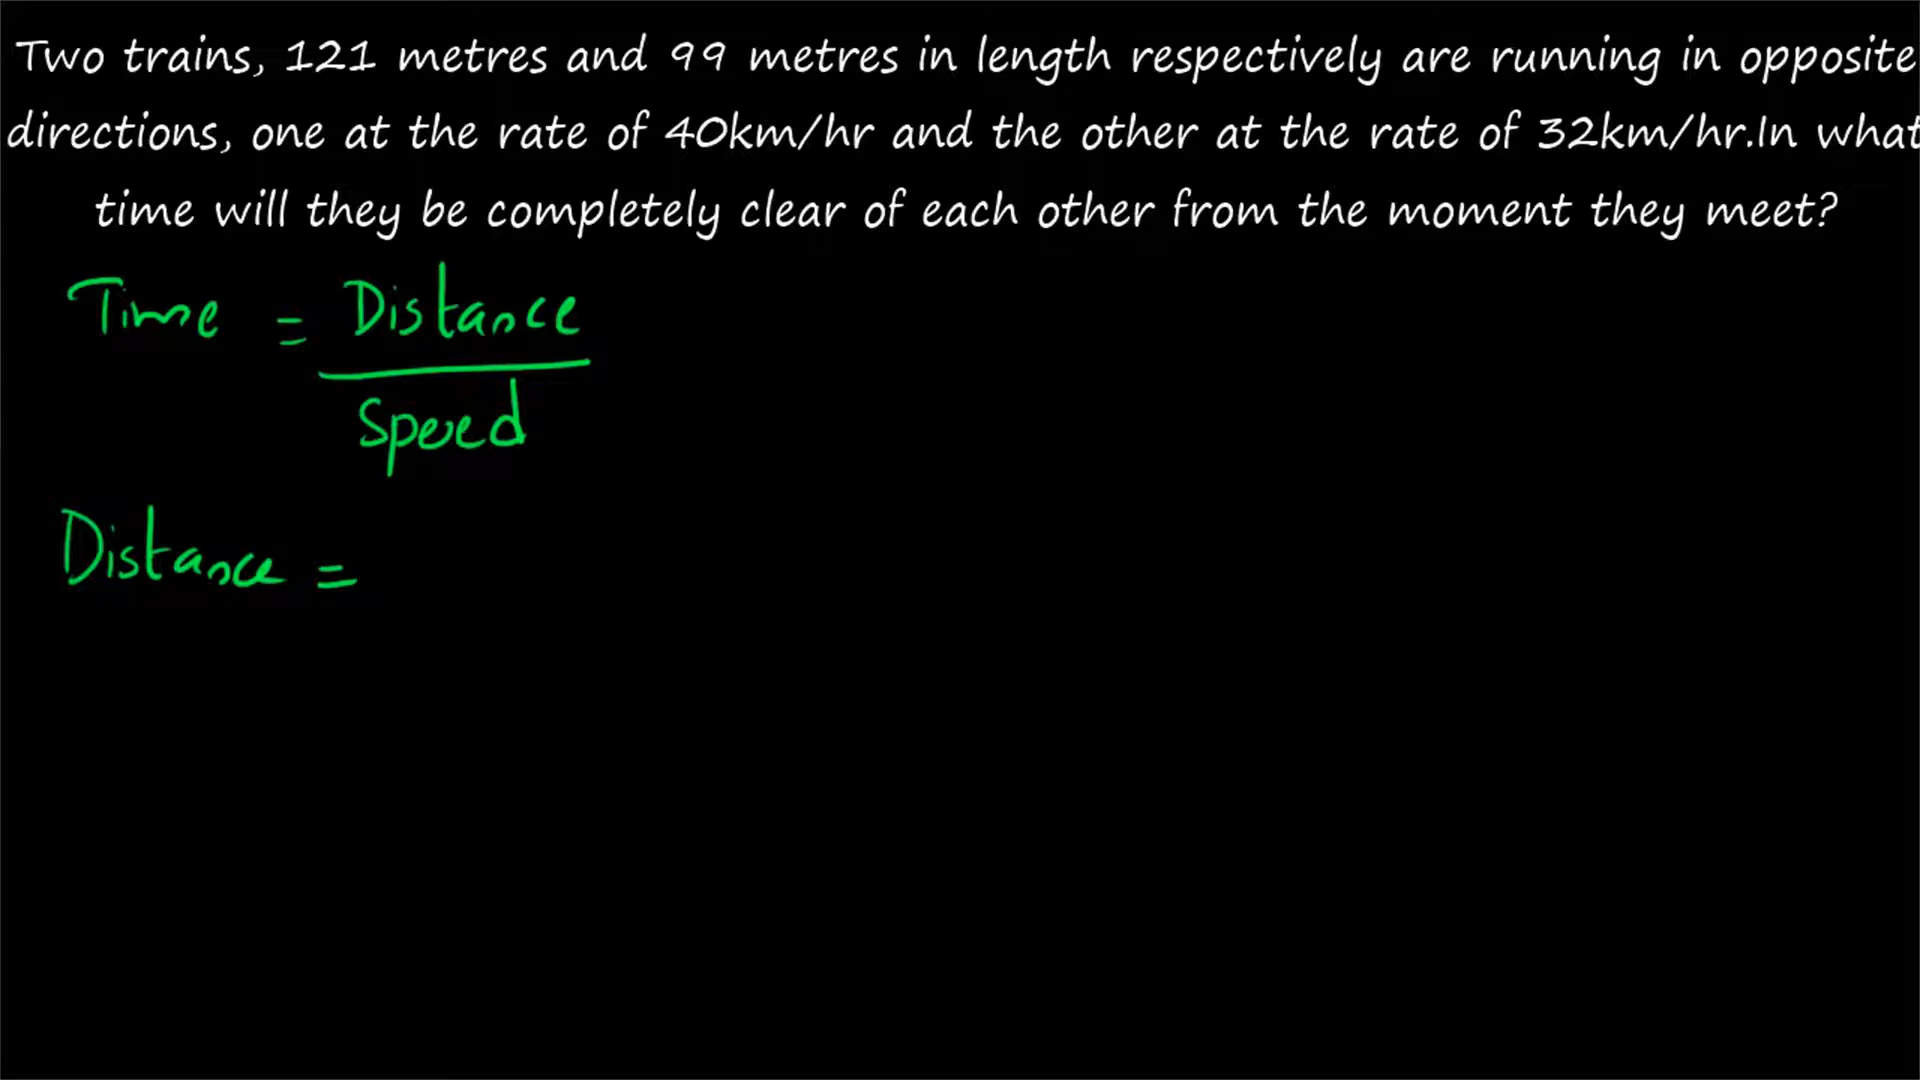 Two trains, 121 metres and 99 metres in length respectively are running in opposite
directions, one at the rate of 40km/hr and the other at the rate of 32km/hr.In what
time will they be completely clear of each other from the moment they meet?
Time = Distance
Speed
Distance =